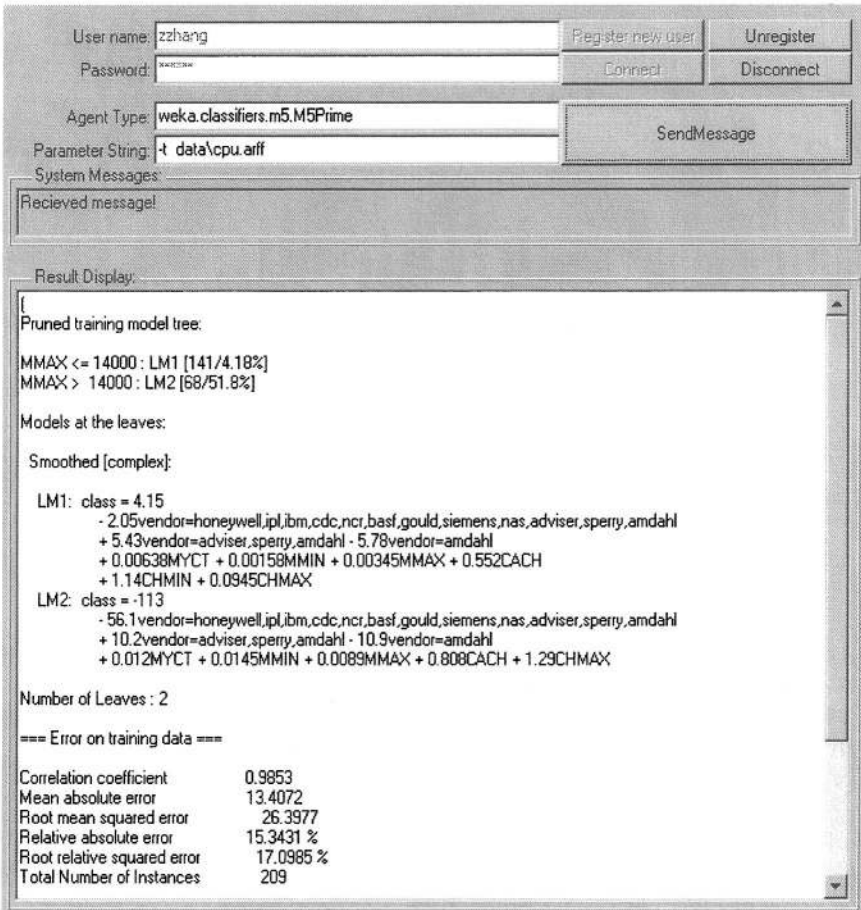 User name: zzhang Register new user Unregister
Password: ****** Connect Disconnect
Agent Type: weka.classifiers.m5.M5Prime
SendMessage
Parameter String: -t data\cpu.arff
System Messages:
Recieved message!
Result Display:
{
Pruned training model tree:
MMAX <= 14000 : LM1 [141/4.18%]
MMAX > 14000 : LM2 [68/51.8%]
Models at the leaves:
Smoothed [complex]:
LM1: class = 4.15
- 2.05vendor=honeywell,ipl,ibm,cdc,ncr,basf,gould,siemens,nas,adviser,sperry,amdahl
+ 5.43vendor=adviser,sperry,amdahl - 5.78vendor=amdahl
+ 0.00638MYCT + 0.00158MMIN + 0.00345MMAX + 0.552CACH
+ 1.14CHMIN + 0.0945CHMAX
LM2: class = -113
- 56.1vendor=honeywell,ipl,ibm,cdc,ncr,basf,gould,siemens,nas,adviser,sperry,amdahl
+ 10.2vendor=adviser,sperry,amdahl - 10.9vendor=amdahl
+ 0.012MYCT + 0.0145MMIN + 0.0089MMAX + 0.808CACH + 1.29CHMAX
Number of Leaves : 2
=== Error on training data ===
Correlation coefficient 0.9853
Mean absolute error 13.4072
Root mean squared error 26.3977
Relative absolute error 15.3431 %
Root relative squared error 17.0985 %
Total Number of Instances 209